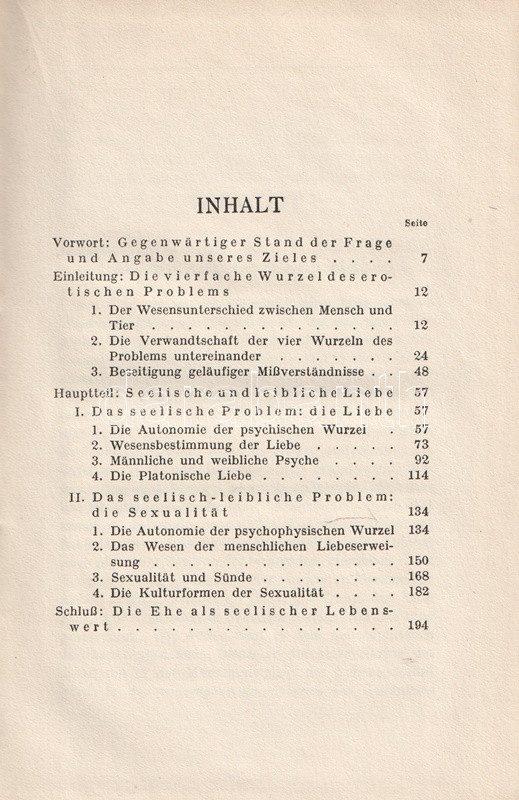 INHALT
Seite
Vorwort: Gegenwärtiger Stand der Frage
und Angabe unseres Zieles . . . . 7
Einleitung: Die vierfache Wurzel des ero-
tischen Problems 12
1. Der Wesensunterschied zwischen Mensch und
Tier . . . . . . . . . . . . . . 12
2. Die Verwandtschaft der vier Wurzeln des
Problems untereinander . . . . . . . 24
3. Beseitigung geläufiger Mißverständnisse . . 48
Hauptteil: Seelische und leibliche Liebe 57
I. Das seelische Problem: die Liebe 57
1. Die Autonomie der psychischen Wurzel . 57
2. Wesensbestimmung der Liebe . . . . . 73
3. Männliche und weibliche Psyche . . . . 92
4. Die Platonische Liebe . . . . . . . . 114
II. Das seelisch-leibliche Problem:
die Sexualität 134
1. Die Autonomie der psychophysischen Wurzel 134
2. Das Wesen der menschlichen Liebeserwei-
sung . . . . . . . . . . . . . . 150
3. Sexualität und Sünde . . . . . . . . 168
4. Die Kulturformen der Sexualität . . . . 182
Schluß: Die Ehe als seelischer Lebens-
wert . . . . . . . . . . . . . . . . 194